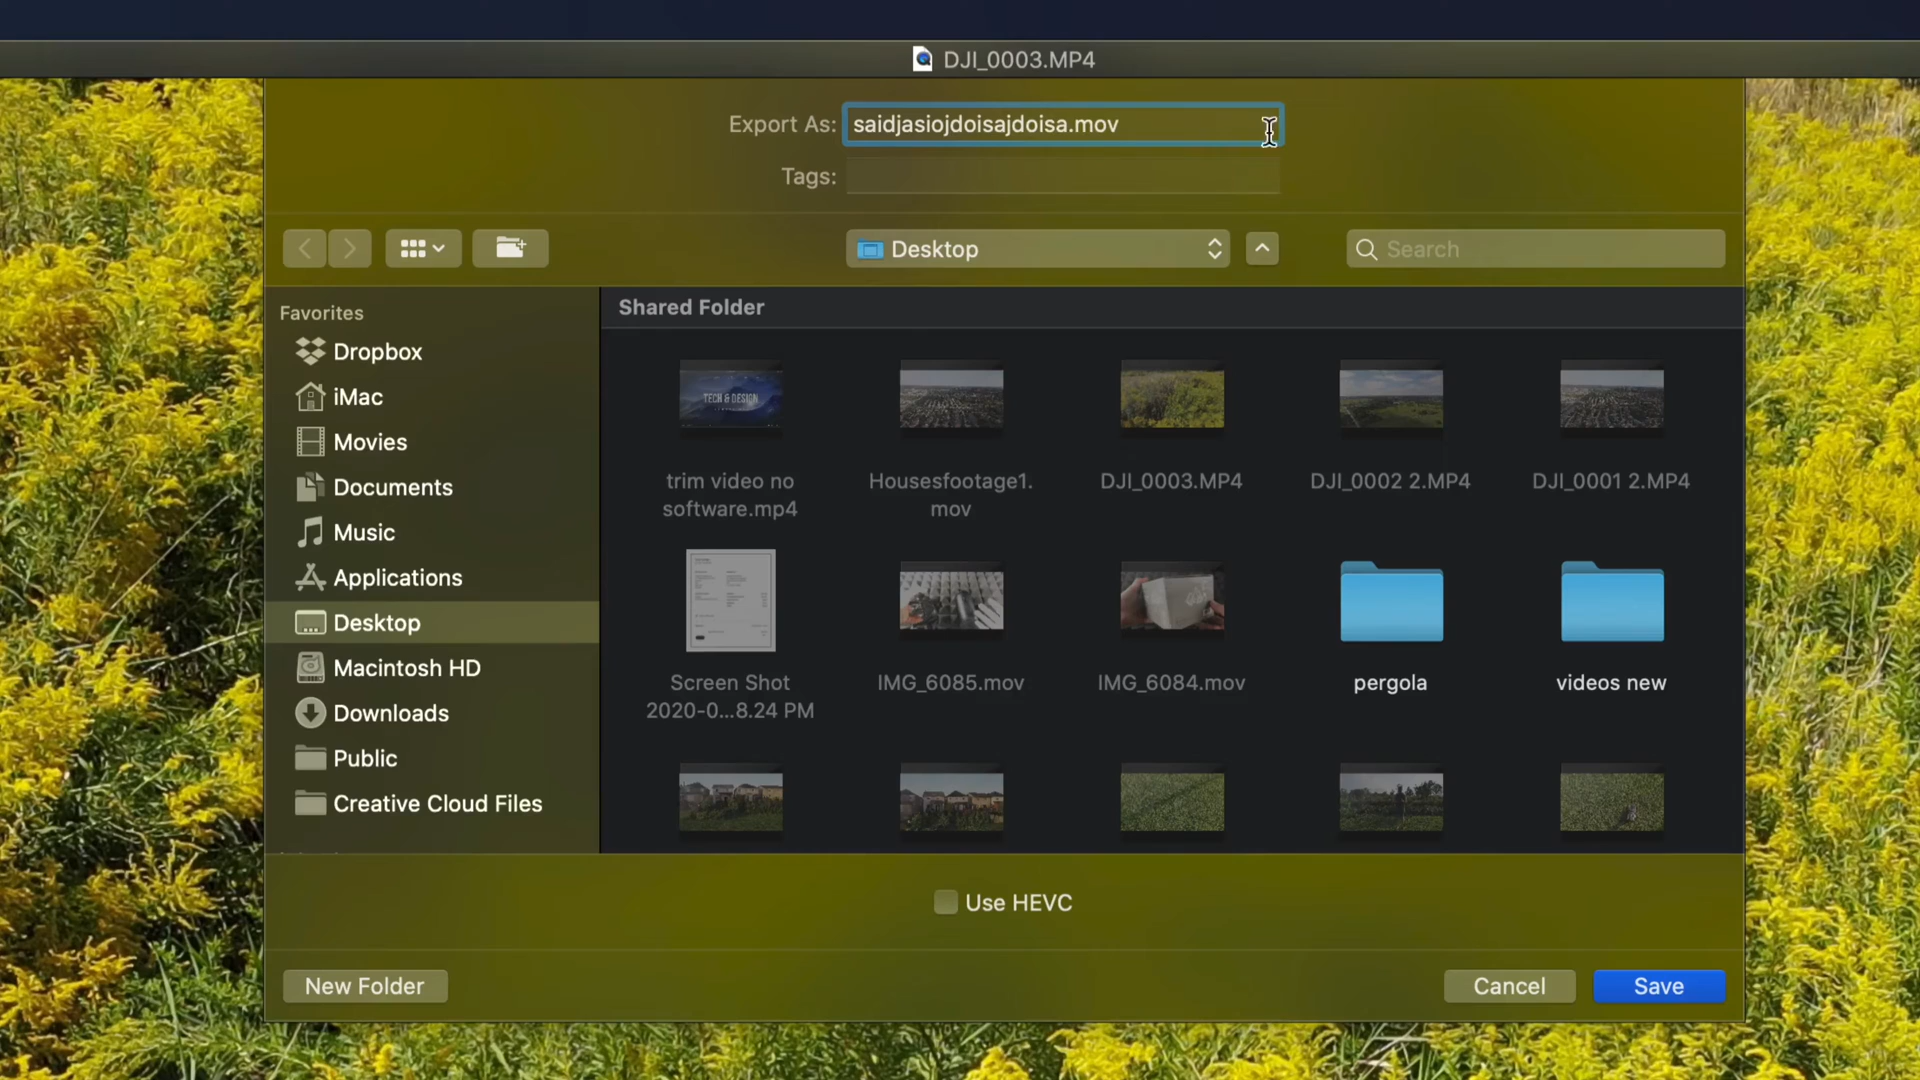 DJI_0003.MP4
Export As: saidjasiojdoisajdoisa.mov
Tags:
Desktop
Search
Favorites
Dropbox
iMac
Movies
Documents
Music
Applications
Desktop
Macintosh HD
Downloads
Public
Creative Cloud Files
Shared Folder
TECH & DESIGN
trim video no
software.mp4
Housesfootage1.
mov
DJI_0003.MP4
DJI_0002 2.MP4
DJI_0001 2.MP4
Screen Shot
2020-0...8.24 PM
IMG_6085.mov
IMG_6084.mov
pergola
videos new
Use HEVC
New Folder
Cancel
Save